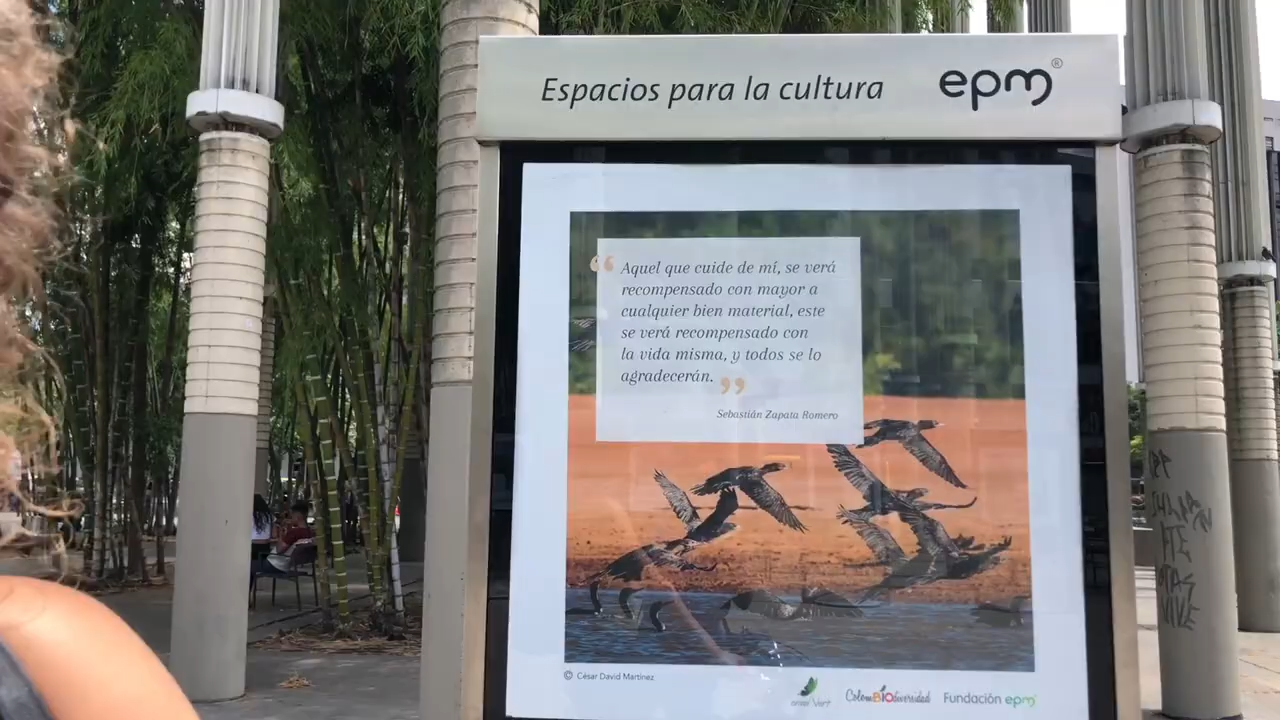 Espacios para la cultura epm®
“ Aquel que cuide de mí, se verá
recompensado con mayor a
cualquier bien material, este
se verá recompensado con
la vida misma, y todos se lo
agradecerán. ”
Sebastián Zapata Romero
© César David Martínez
ColomBIOdiversidad Fundación epm